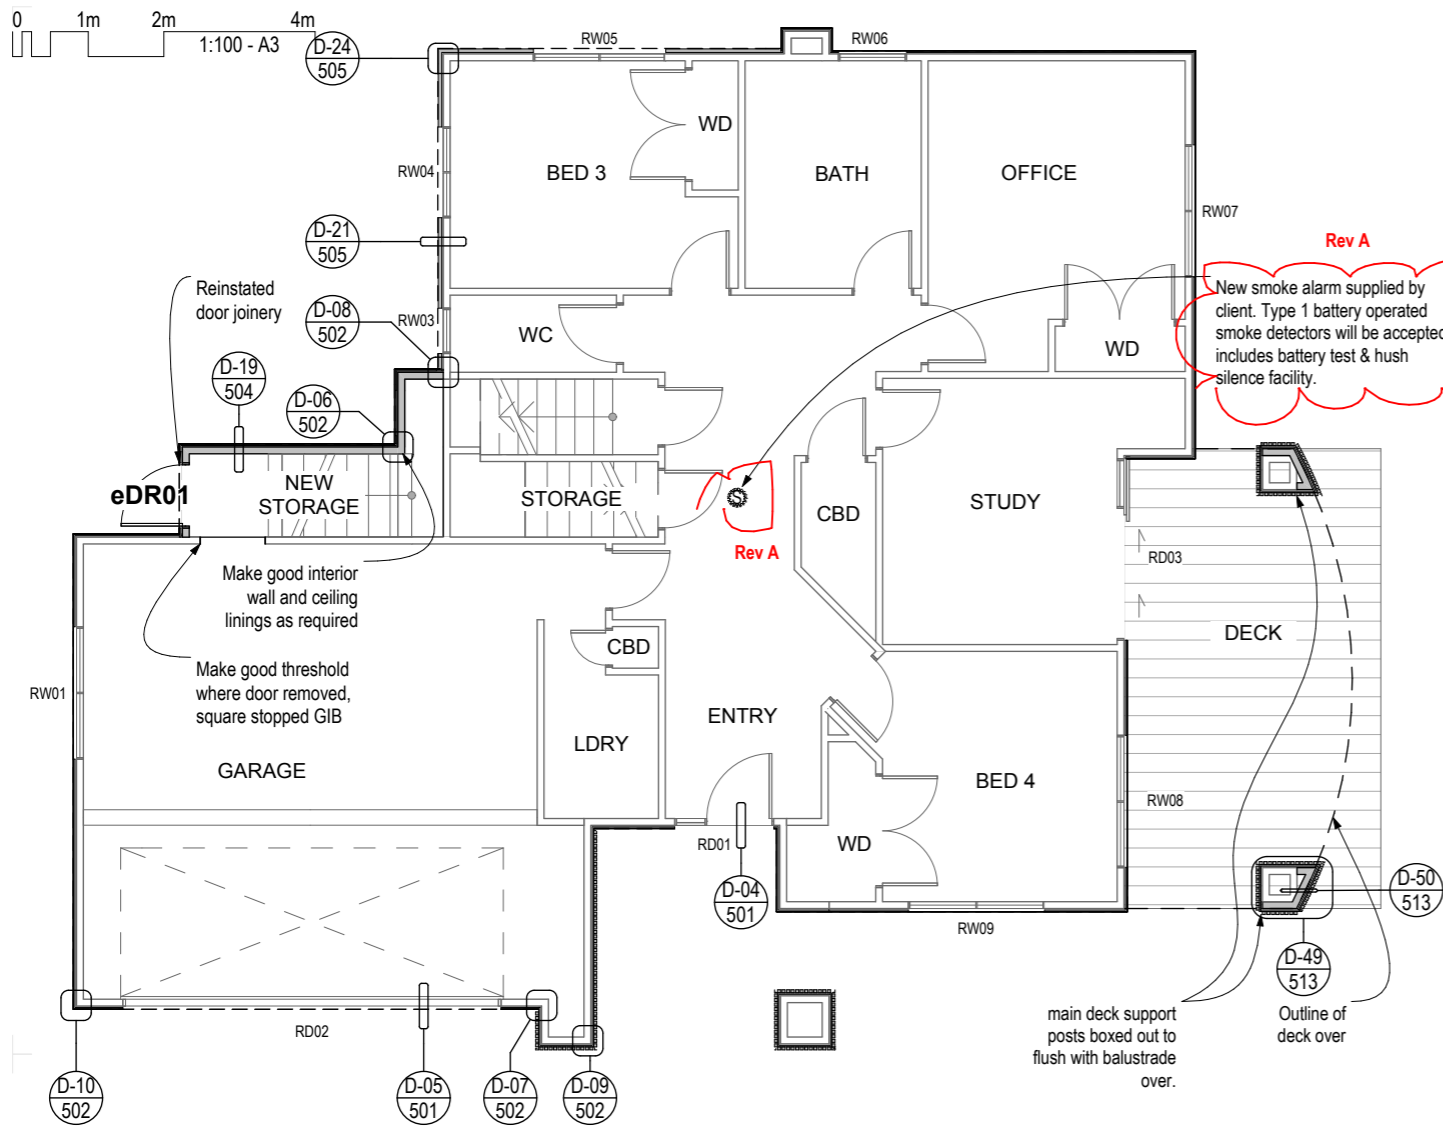 0 1m 2m 4m
1:100 - A3
D-24
505
RW05
RW06
WD
RW04
BED 3
BATH
OFFICE
RW07
D-21
505
Rev A
Reinstated
door joinery
New smoke alarm supplied by
client. Type 1 battery operated
smoke detectors will be accepted
includes battery test & hush
silence facility.
D-08
502
RW03
WC
WD
D-19
504
D-06
502
eDR01
NEW
STORAGE
STORAGE
S
CBD
STUDY
Rev A
RD03
Make good interior
wall and ceiling
linings as required
DECK
CBD
Make good threshold
where door removed,
square stopped GIB
RW01
ENTRY
LDRY
GARAGE
BED 4
RW08
RD01
WD
D-04
501
D-50
513
RW09
D-49
513
main deck support
posts boxed out to
flush with balustrade
over.
Outline of
deck over
RD02
D-10
502
D-05
501
D-07
502
D-09
502